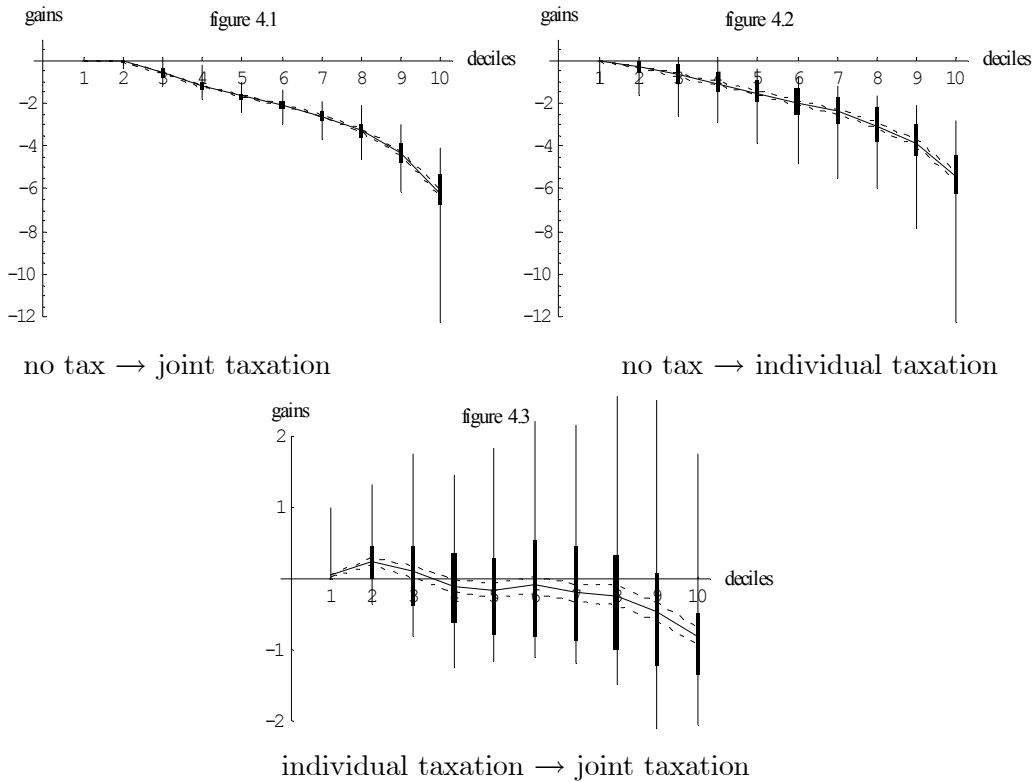 gains
figure 4.1
deciles
1 2 3 4 5 6 7 8 9 10
-2
-4
-6
-8
-10
-12
no tax → joint taxation
gains
figure 4.2
deciles
1 2 3 4 5 6 7 8 9 10
-2
-4
-6
-8
-10
-12
no tax → individual taxation
gains
figure 4.3
2
1
deciles
1 2 3 4 5 6 7 8 9 10
-1
-2
individual taxation → joint taxation